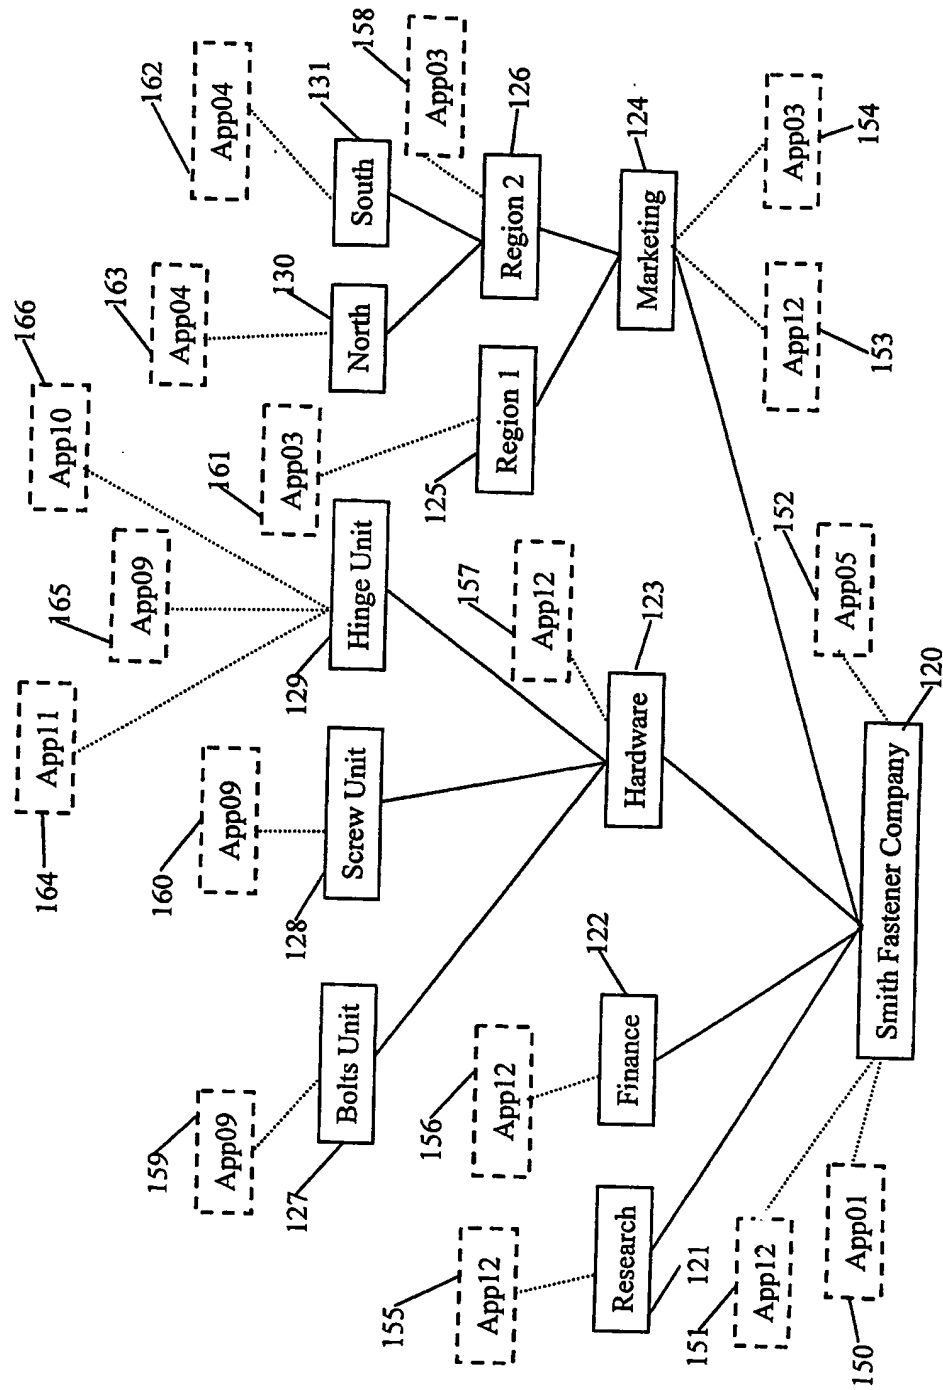 166
164
App11
App10
165
163
162
App09
App04
App04
159
160
161
130
131
158
App09
App09
App03
127
128
129
Bolts Unit
Screw Unit
Hinge Unit
North
South
155
156
125
App03
App12
App12
157
Region 1
Region 2
126
App12
122
Research
Finance
Hardware
123
Marketing
124
121
151
App12
152
App12
App03
150
App01
App05
153
154
Smith Fastener Company
120